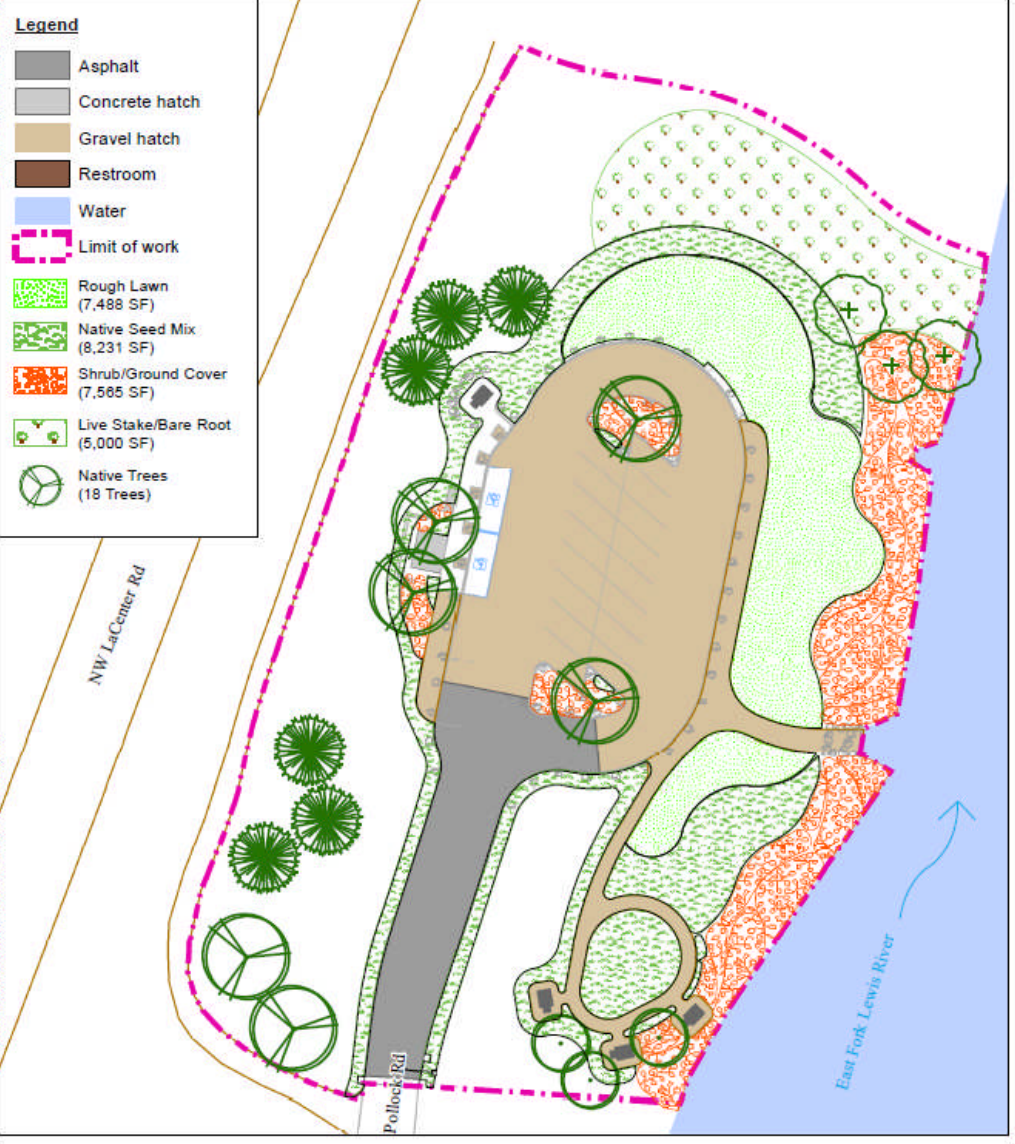 Legend
Asphalt
Concrete hatch
Gravel hatch
Restroom
Water
Limit of work
Rough Lawn
(7,488 SF)
Native Seed Mix
(8,231 SF)
Shrub/Ground Cover
(7,565 SF)
Live Stake/Bare Root
(5,000 SF)
Native Trees
(18 Trees)
NW LaCenter Rd
East Fork Lewis River
Pollock Rd